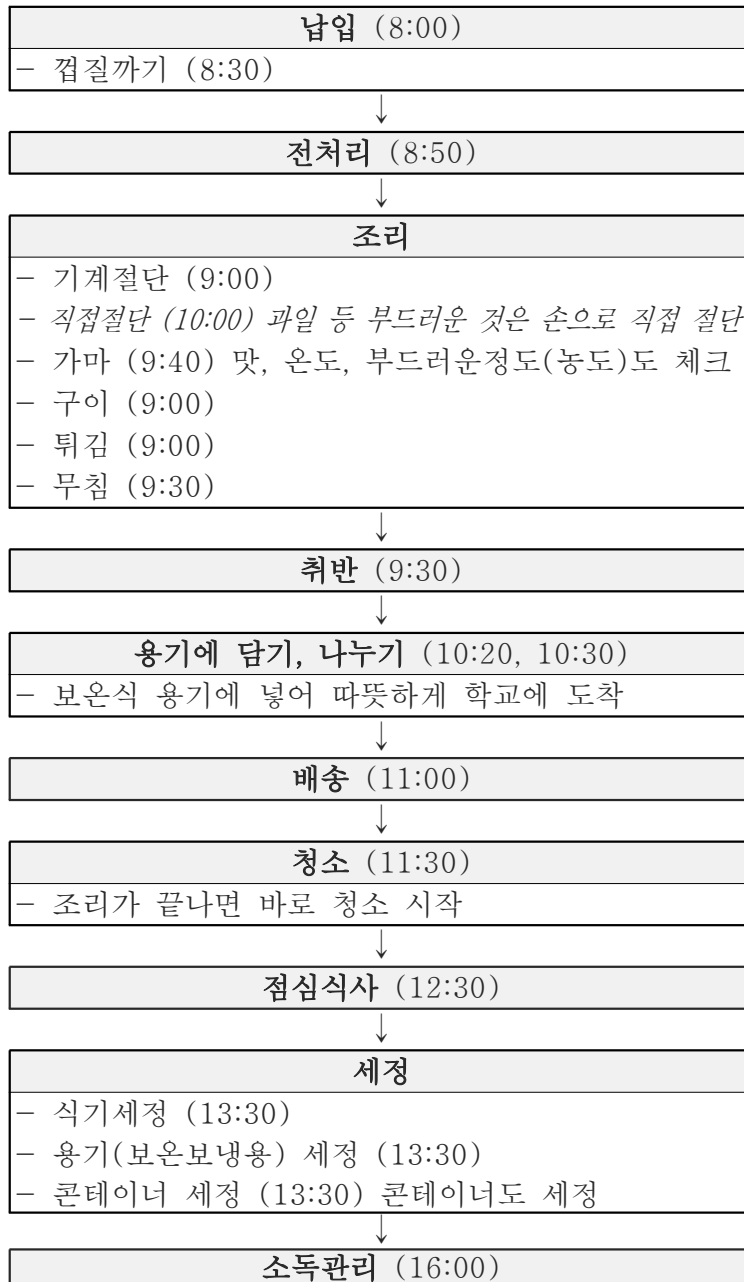 납입 (8:00)
- 껍질까기 (8:30)
↓
전처리 (8:50)
↓
조리
- 기계절단 (9:00)
- 직접절단 (10:00) 과일 등 부드러운 것은 손으로 직접 절단
- 가마 (9:40) 맛, 온도, 부드러운정도(농도)도 체크
- 구이 (9:00)
- 튀김 (9:00)
- 무침 (9:30)
↓
취반 (9:30)
↓
용기에 담기, 나누기 (10:20, 10:30)
- 보온식 용기에 넣어 따뜻하게 학교에 도착
↓
배송 (11:00)
↓
청소 (11:30)
- 조리가 끝나면 바로 청소 시작
↓
점심식사 (12:30)
↓
세정
- 식기세정 (13:30)
- 용기(보온보냉용) 세정 (13:30)
- 콘테이너 세정 (13:30) 콘테이너도 세정
↓
소독관리 (16:00)